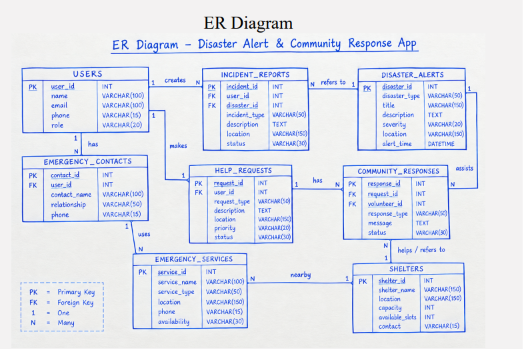 ER Diagram
ER Diagram – Disaster Alert & Community Response App
USERS
PK user_id INT
name VARCHAR(100)
email VARCHAR(100)
phone VARCHAR(15)
role VARCHAR(20)
1 creates N
INCIDENT_REPORTS
PK incident_id INT
FK user_id INT
FK disaster_id INT
incident_type VARCHAR(50)
description TEXT
location VARCHAR(150)
status VARCHAR(30)
N refers to 1
DISASTER_ALERTS
PK disaster_id INT
disaster_type VARCHAR(50)
title VARCHAR(150)
description TEXT
severity VARCHAR(20)
location VARCHAR(150)
alert_time DATETIME
1
1
has
N
1
makes
1
EMERGENCY_CONTACTS
PK contact_id INT
FK user_id INT
contact_name VARCHAR(100)
relationship VARCHAR(50)
phone VARCHAR(15)
HELP_REQUESTS
PK request_id INT
FK user_id INT
request_type VARCHAR(50)
description TEXT
location VARCHAR(150)
priority VARCHAR(20)
status VARCHAR(30)
1 has N
COMMUNITY_RESPONSES
PK response_id INT
FK request_id INT
FK volunteer_id INT
response_type VARCHAR(50)
message TEXT
status VARCHAR(30)
assists
N
1
uses
N
EMERGENCY_SERVICES
PK service_id INT
service_name VARCHAR(100)
service_type VARCHAR(50)
location VARCHAR(150)
phone VARCHAR(15)
availability VARCHAR(30)
N nearby 1
N
helps / refers to
1
SHELTERS
PK shelter_id INT
shelter_name VARCHAR(150)
location VARCHAR(150)
capacity INT
available_slots INT
contact VARCHAR(15)
PK = Primary Key
FK = Foreign Key
1 = One
N = Many